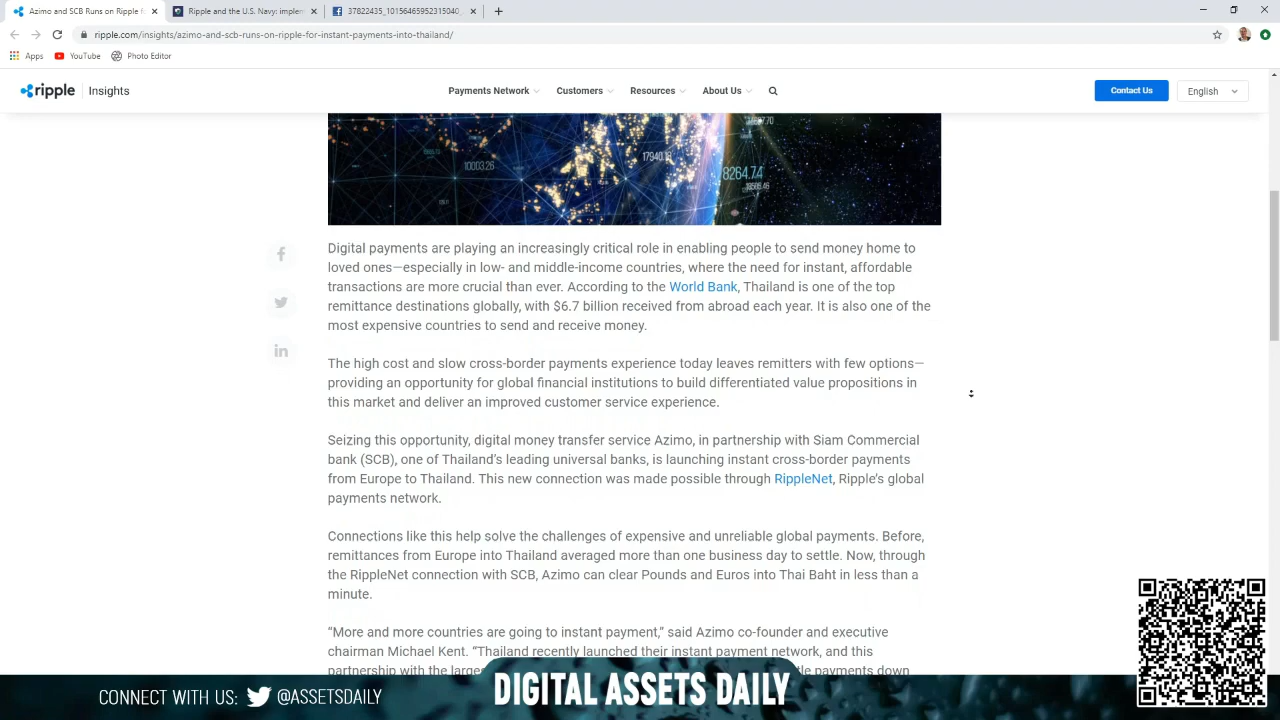 Azimo and SCB Runs on Ripple f
Ripple and the U.S. Navy: implem
37822435_10156465952315040_
ripple.com/insights/azimo-and-scb-runs-on-ripple-for-instant-payments-into-thailand/
Apps YouTube Photo Editor
ripple Insights Payments Network Customers Resources About Us Contact Us English
10003.26
17940.
8264.74
Digital payments are playing an increasingly critical role in enabling people to send money home to
loved ones—especially in low- and middle-income countries, where the need for instant, affordable
transactions are more crucial than ever. According to the World Bank, Thailand is one of the top
remittance destinations globally, with $6.7 billion received from abroad each year. It is also one of the
most expensive countries to send and receive money.
The high cost and slow cross-border payments experience today leaves remitters with few options—
providing an opportunity for global financial institutions to build differentiated value propositions in
this market and deliver an improved customer service experience.
Seizing this opportunity, digital money transfer service Azimo, in partnership with Siam Commercial
bank (SCB), one of Thailand's leading universal banks, is launching instant cross-border payments
from Europe to Thailand. This new connection was made possible through RippleNet, Ripple's global
payments network.
Connections like this help solve the challenges of expensive and unreliable global payments. Before,
remittances from Europe into Thailand averaged more than one business day to settle. Now, through
the RippleNet connection with SCB, Azimo can clear Pounds and Euros into Thai Baht in less than a
minute.
“More and more countries are going to instant payment,” said Azimo co-founder and executive
chairman Michael Kent. “Thailand recently launched their instant payment network, and this
partnership with the payments down
CONNECT WITH US: @ASSETSDAILY
DIGITAL ASSETS DAILY